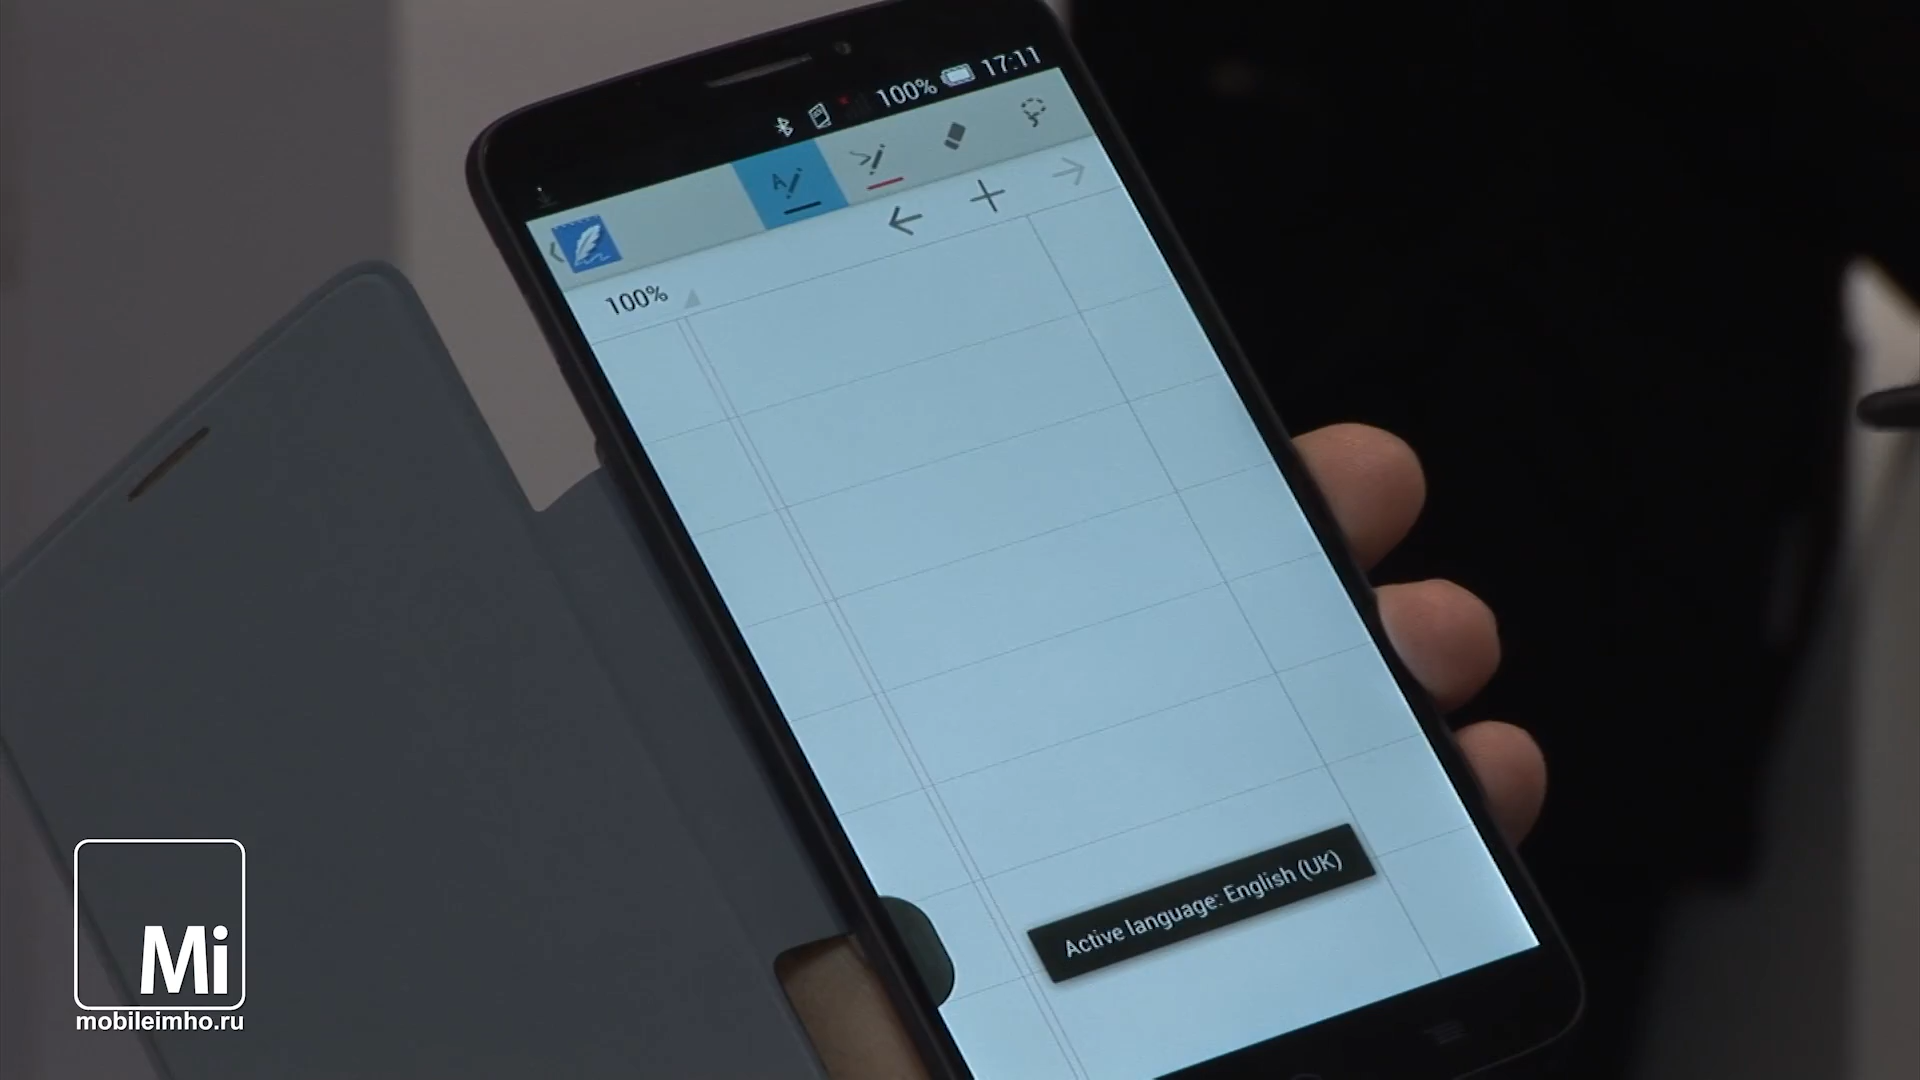 100% 17:11
100%
Active language: English (UK)
Mi
mobileimho.ru